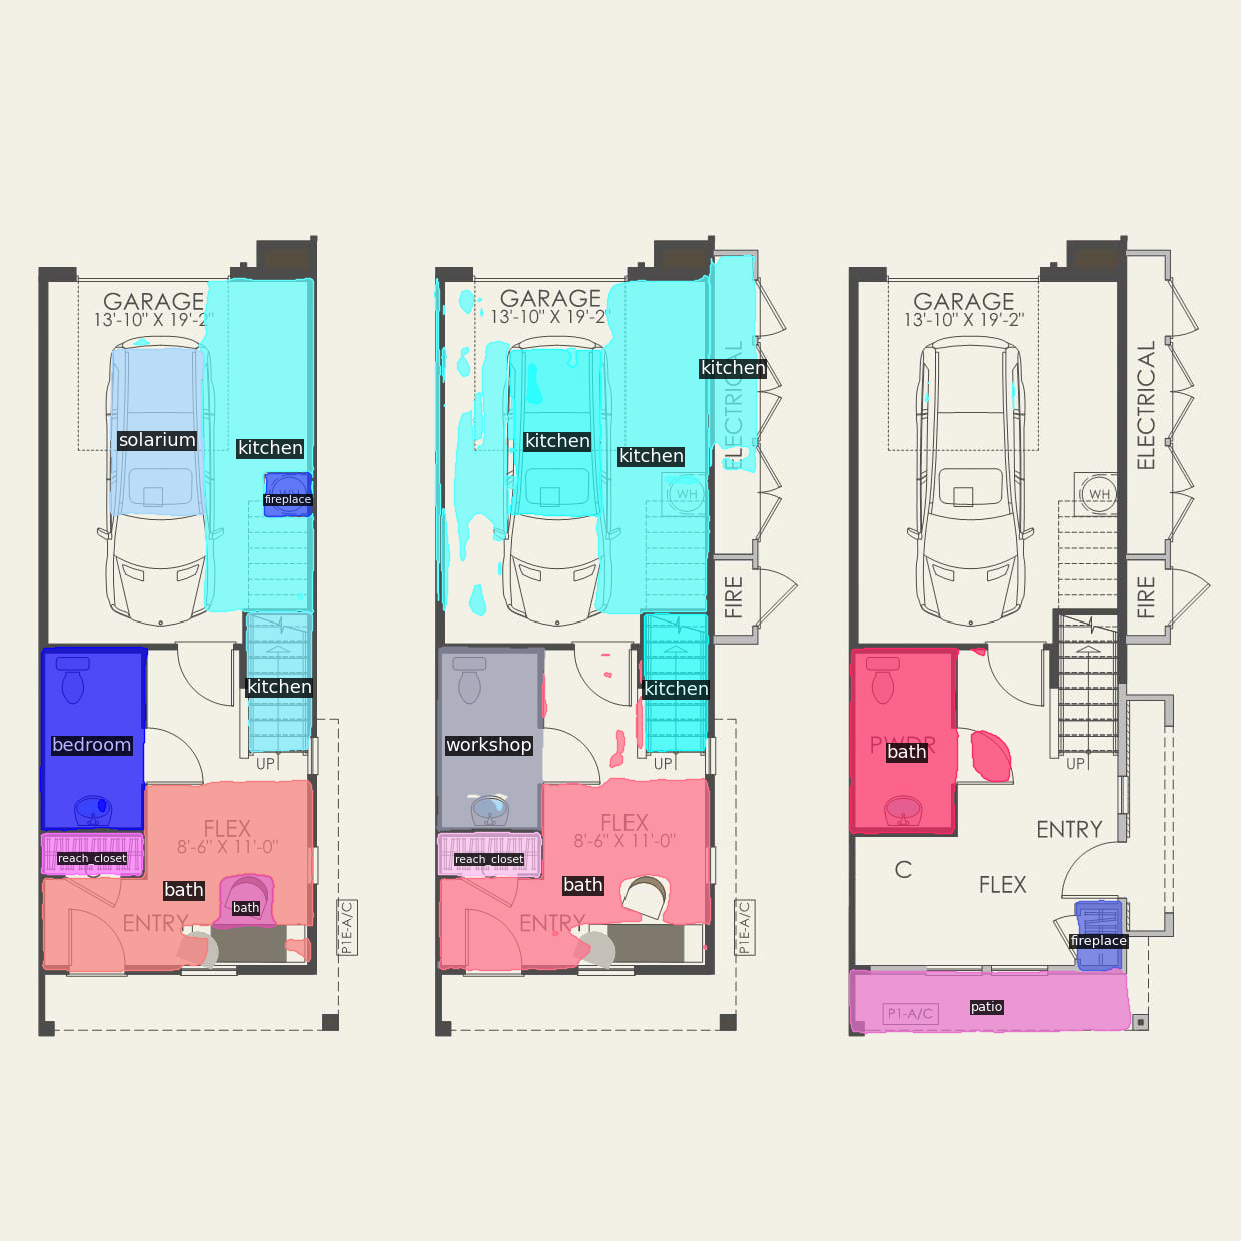 GARAGE
13'-10" X 19'-2"
solarium
kitchen
fireplace
kitchen
bedroom
UP
FLEX
8'-6" X 11'-0"
reach_closet
bath
bath
ENTRY
P1E-A/C
GARAGE
13'-10" X 19'-2"
kitchen
ELECTRICAL
kitchen
kitchen
WH
FIRE
kitchen
workshop
UP
FLEX
8'-6" X 11'-0"
reach_closet
bath
ENTRY
P1E-A/C
GARAGE
13'-10" X 19'-2"
ELECTRICAL
WH
FIRE
PWDR
bath
UP
ENTRY
C
FLEX
fireplace
patio
P1-A/C